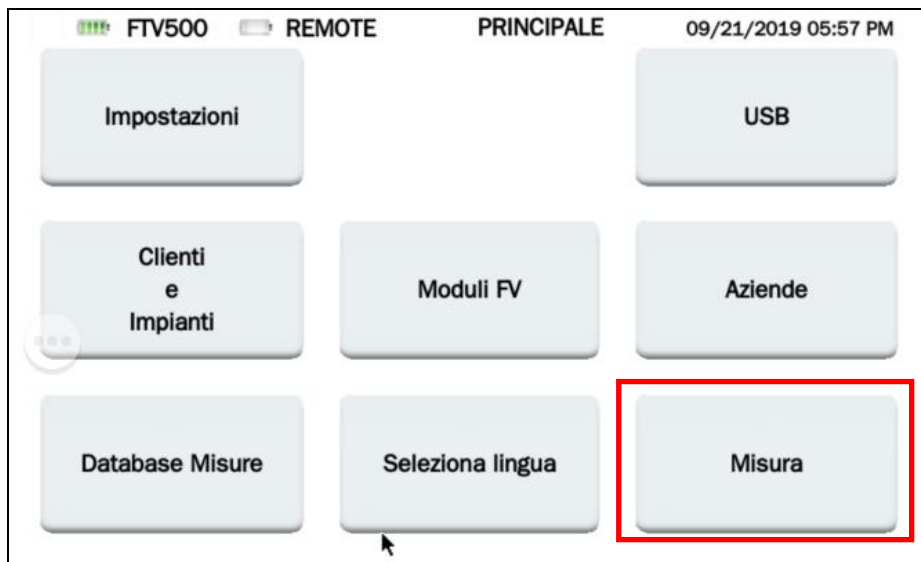 FTV500 REMOTE PRINCIPALE 09/21/2019 05:57 PM
Impostazioni
USB
Clienti
e
Impianti
Moduli FV
Aziende
Database Misure
Seleziona lingua
Misura